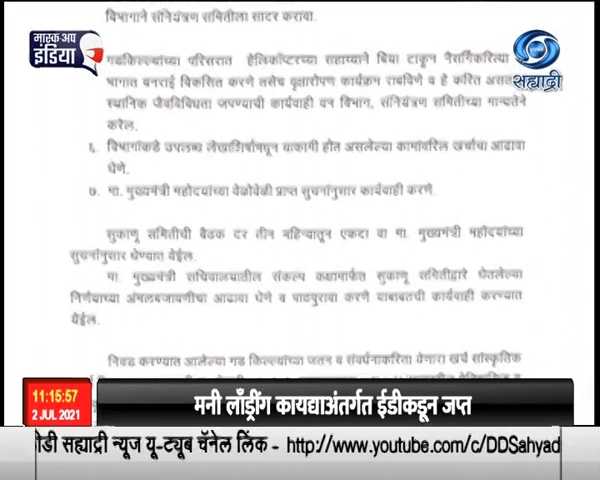 विभागाने संनियंत्रण समितीला सादर करावा.
मास्क अप
इंडिया
सह्याद्री
गडकिल्ल्यांच्या परिसरात हेलिकॉप्टरच्या सहाय्याने बिया टाकून नैसर्गिकरित्या
भागात वनराई विकसित करणे तसेच वृक्षारोपण कार्यक्रम राबविणे व हे करित असता
स्थानिक जैवविविधता जपण्याची कार्यवाही वन विभाग, संनियंत्रण समितीच्या मान्यतेने
करेल.
६. विभागांकडे उपलब्ध लेखाशिर्षामधून यांकामी होत असलेल्या कामांवरिल खर्चाचा आढावा
घेणे.
७. मा. मुख्यमंत्री महोदयांच्या वेळोवेळी प्राप्त सुचनांनुसार कार्यवाही करणे.
सुकाणू समितीची बैठक दर तीन महिन्यातून एकदा वा मा. मुख्यमंत्री महोदयांच्या
सुचनांनुसार घेण्यात येईल.
मा. मुख्यमंत्री सचिवालयातील संकल्प कक्षामार्फत सुकाणू समितीद्वारे घेतलेल्या
निर्णयाच्या अंमलबजावणीचा आढावा घेणे व पाठपुरावा करणे याबाबतची कार्यवाही करण्यात
येईल.
निवड करण्यात आलेल्या गड किल्ल्यांच्या जतन व संवर्धनाकरिता येणारा खर्च सांस्कृतिक
11:15:57
2 JUL 2021
मनी लाँड्रींग कायद्याअंतर्गत ईडीकडून जप्त
ोडी सह्याद्री न्यूज यू-ट्यूब चॅनेल लिंक - http://www.youtube.com/c/DDSahyad